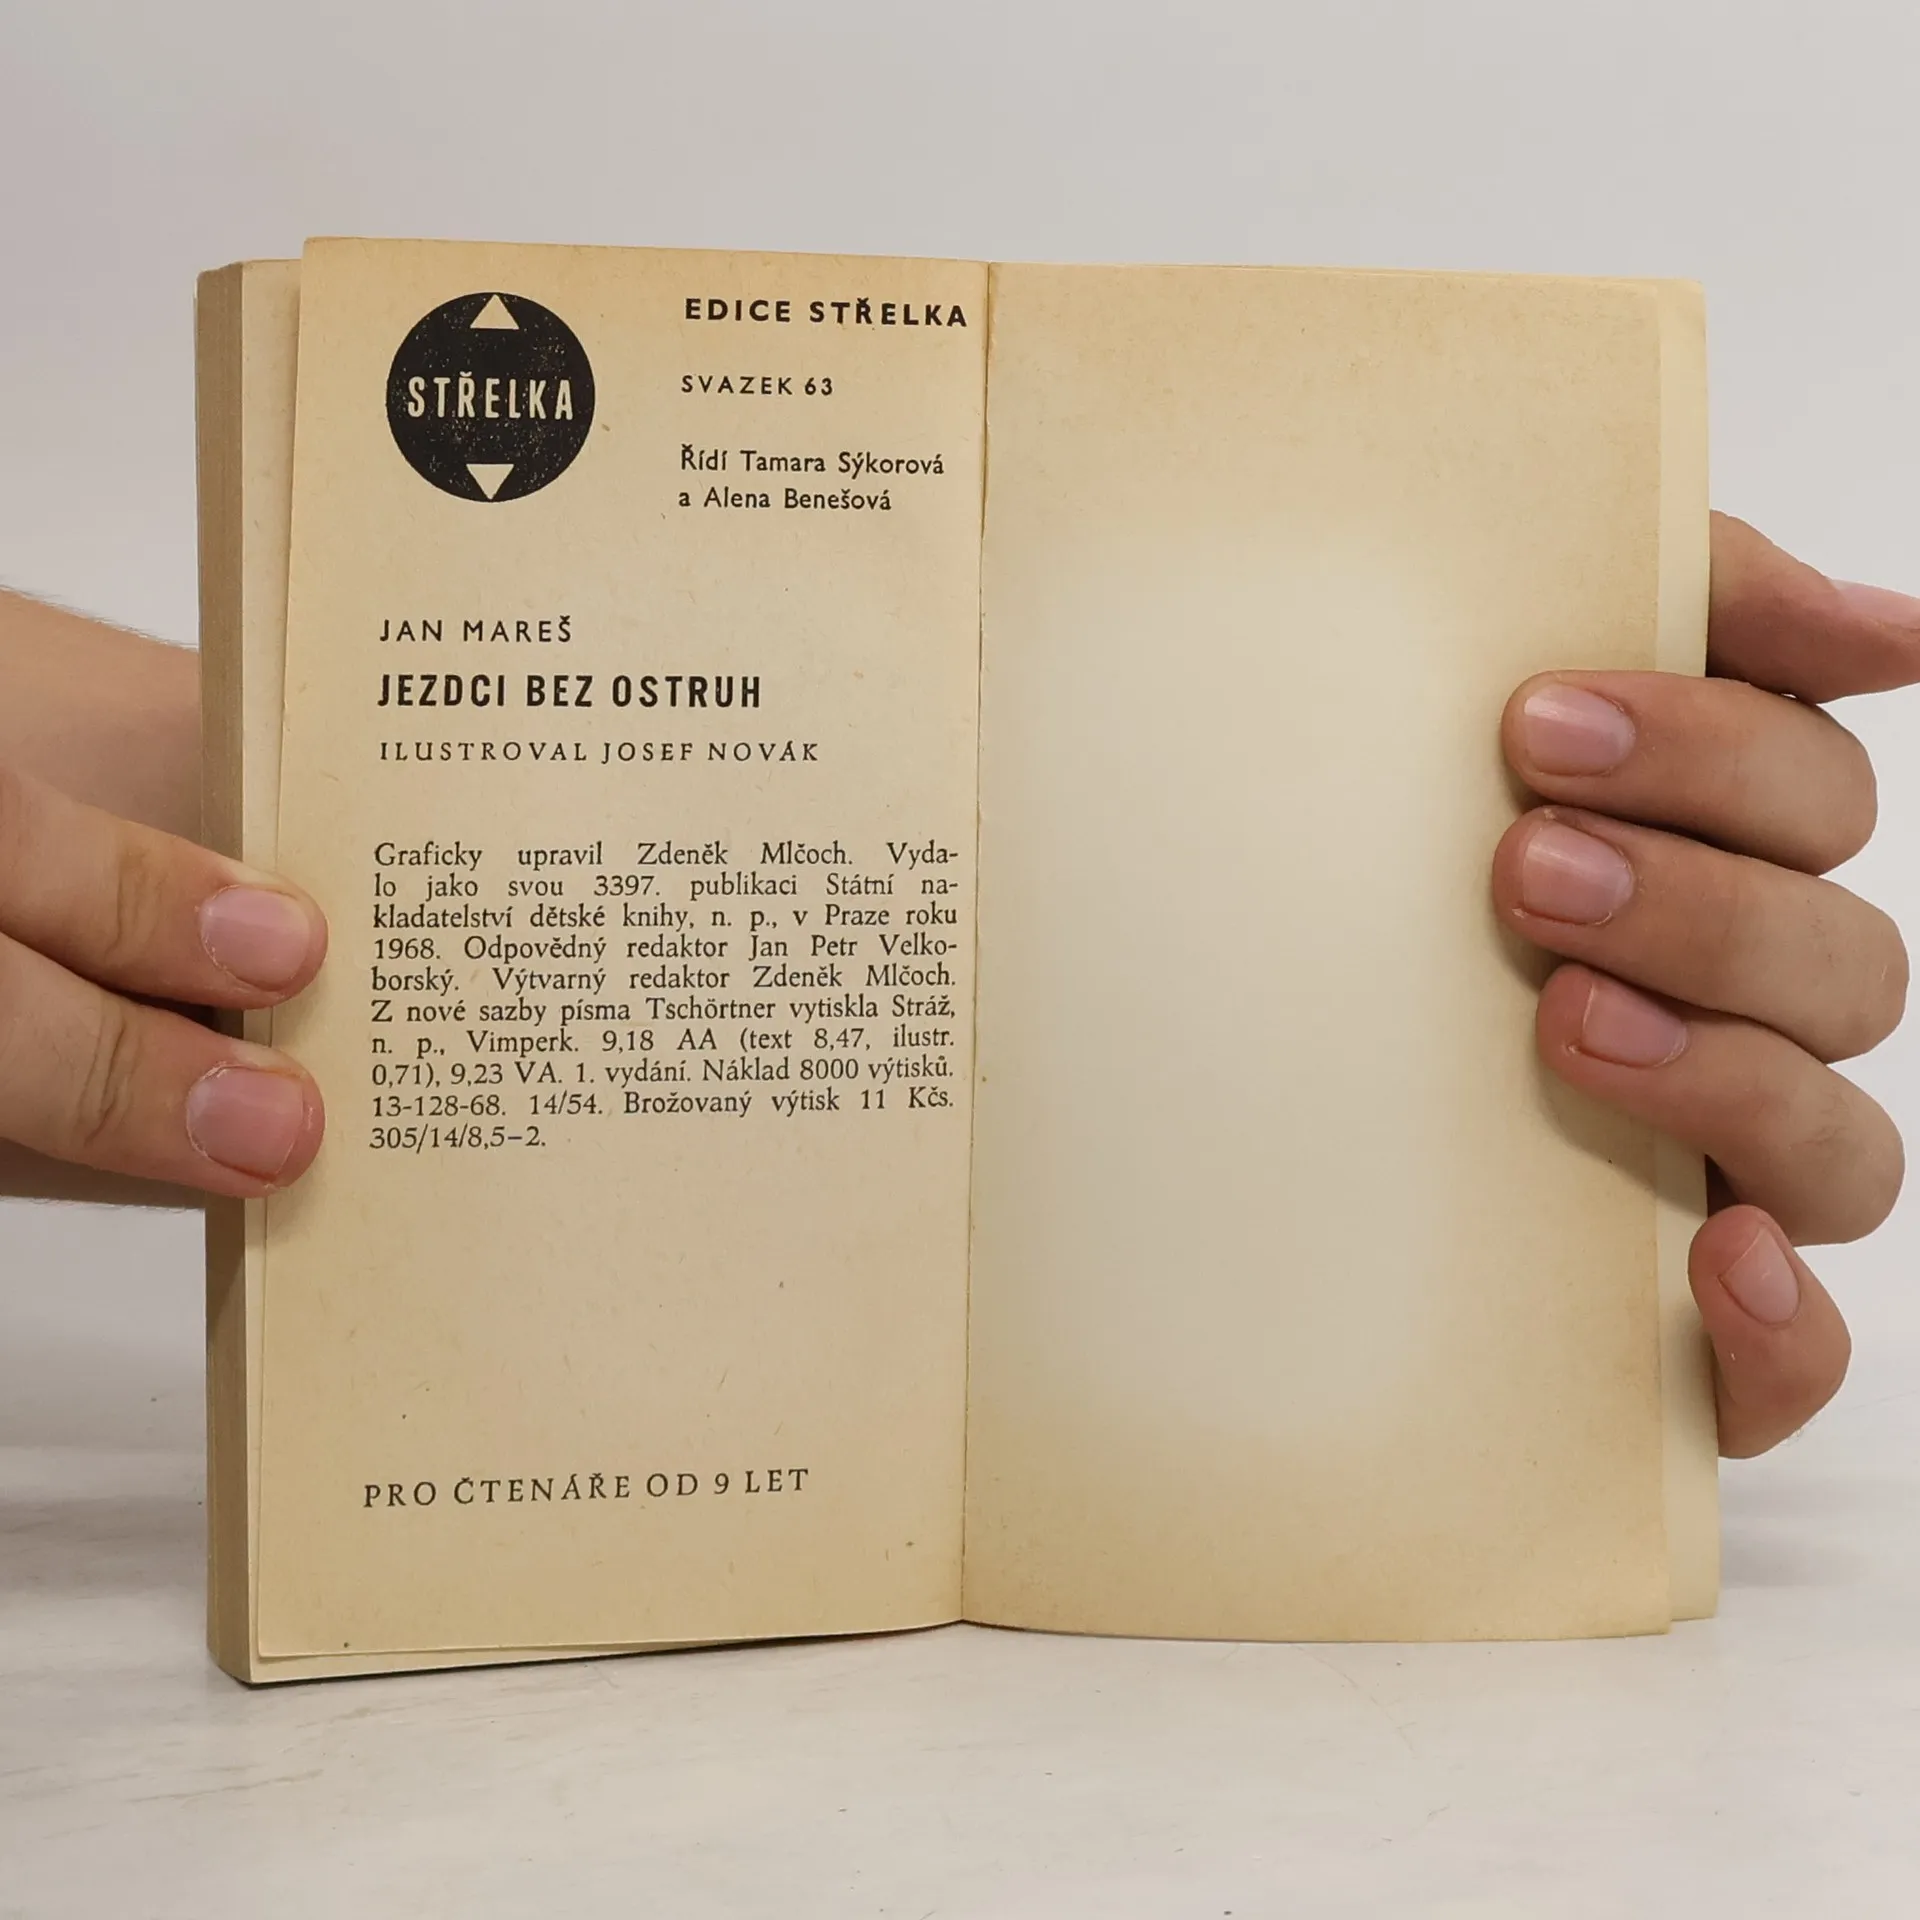 STŘELKA
EDICE STŘELKA
SVAZEK 63
Řídí Tamara Sýkorová
a Alena Benešová
JAN MAREŠ
JEZDCI BEZ OSTRUH
ILUSTROVAL JOSEF NOVÁK
Graficky upravil Zdeněk Mlčoch. Vyda-
lo jako svou 3397. publikaci Státní na-
kladatelství dětské knihy, n. p., v Praze roku
1968. Odpovědný redaktor Jan Petr Velko-
borský. Výtvarný redaktor Zdeněk Mlčoch.
Z nové sazby písma Tschörtner vytiskla Stráž,
n. p., Vimperk. 9,18 AA (text 8,47, ilustr.
0,71), 9,23 VA. 1. vydání. Náklad 8000 výtisků.
13-128-68. 14/54. Brožovaný výtisk 11 Kčs.
305/14/8,5–2.
PRO ČTENÁŘE OD 9 LET